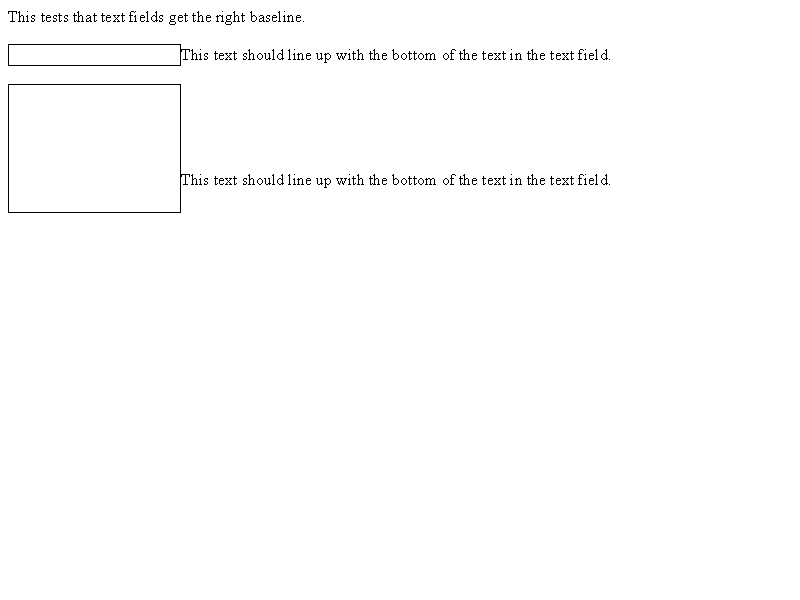 This tests that text fields get the right baseline.
This text should line up with the bottom of the text in the text field.
This text should line up with the bottom of the text in the text field.